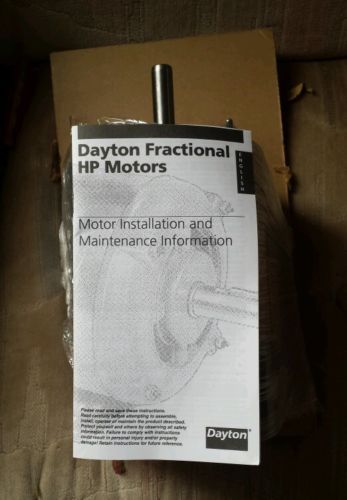 Dayton Fractional
HP Motors
ENGLISH
Motor Installation and
Maintenance Information
Please read and save these instructions.
Read carefully before attempting to assemble,
install, operate or maintain the product described.
Protect yourself and others by observing all safety
information. Failure to comply with instructions
could result in personal injury and/or property
damage! Retain instructions for future reference.
Dayton